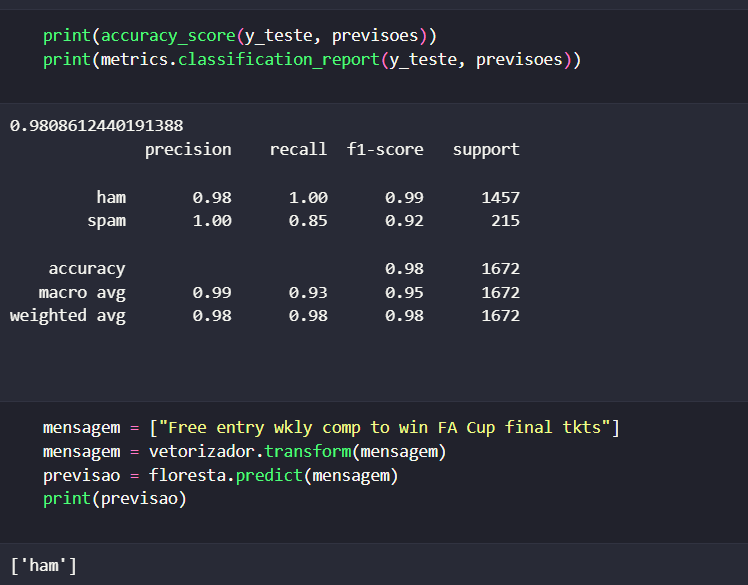 print(accuracy_score(y_teste, previsoes))
print(metrics.classification_report(y_teste, previsoes))
0.9808612440191388
precision recall f1-score support
ham 0.98 1.00 0.99 1457
spam 1.00 0.85 0.92 215
accuracy 0.98 1672
macro avg 0.99 0.93 0.95 1672
weighted avg 0.98 0.98 0.98 1672
mensagem = ["Free entry wkly comp to win FA Cup final tkts"]
mensagem = vetorizador.transform(mensagem)
previsao = floresta.predict(mensagem)
print(previsao)
['ham']